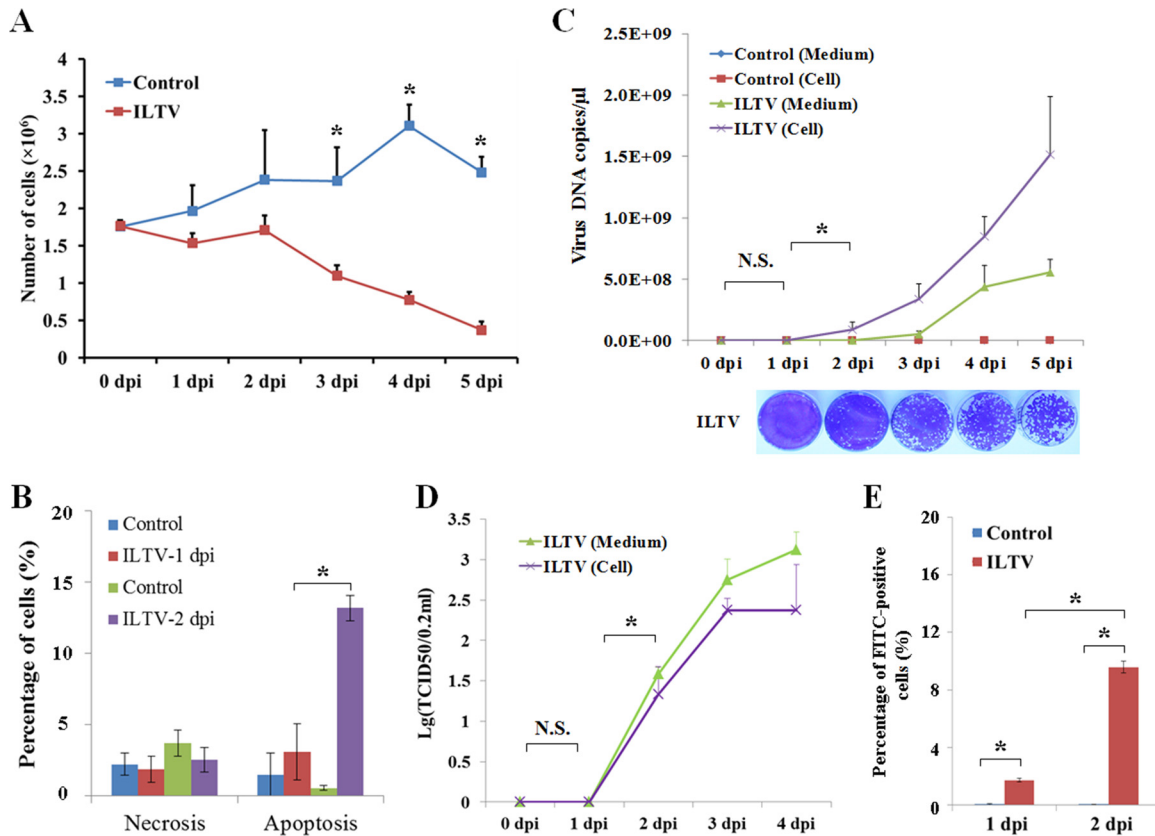 A
Number of cells (×10⁶)
4
3.5
3
2.5
2
1.5
1
0.5
0
Control
ILTV
*
*
*
0 dpi 1 dpi 2 dpi 3 dpi 4 dpi 5 dpi
C
Virus DNA copies/µl
2.5E+09
2.0E+09
1.5E+09
1.0E+09
5.0E+08
0.0E+00
Control (Medium)
Control (Cell)
ILTV (Medium)
ILTV (Cell)
N.S.
*
0 dpi 1 dpi 2 dpi 3 dpi 4 dpi 5 dpi
ILTV
B
Percentage of cells (%)
20
15
10
5
0
Control
ILTV-1 dpi
Control
ILTV-2 dpi
*
Necrosis Apoptosis
D
Lg(TCID50/0.2ml)
3.5
3
2.5
2
1.5
1
0.5
0
ILTV (Medium)
ILTV (Cell)
N.S.
*
0 dpi 1 dpi 2 dpi 3 dpi 4 dpi
E
Percentage of FITC-positive
cells (%)
20
16
12
8
4
0
Control
ILTV
*
*
*
1 dpi 2 dpi